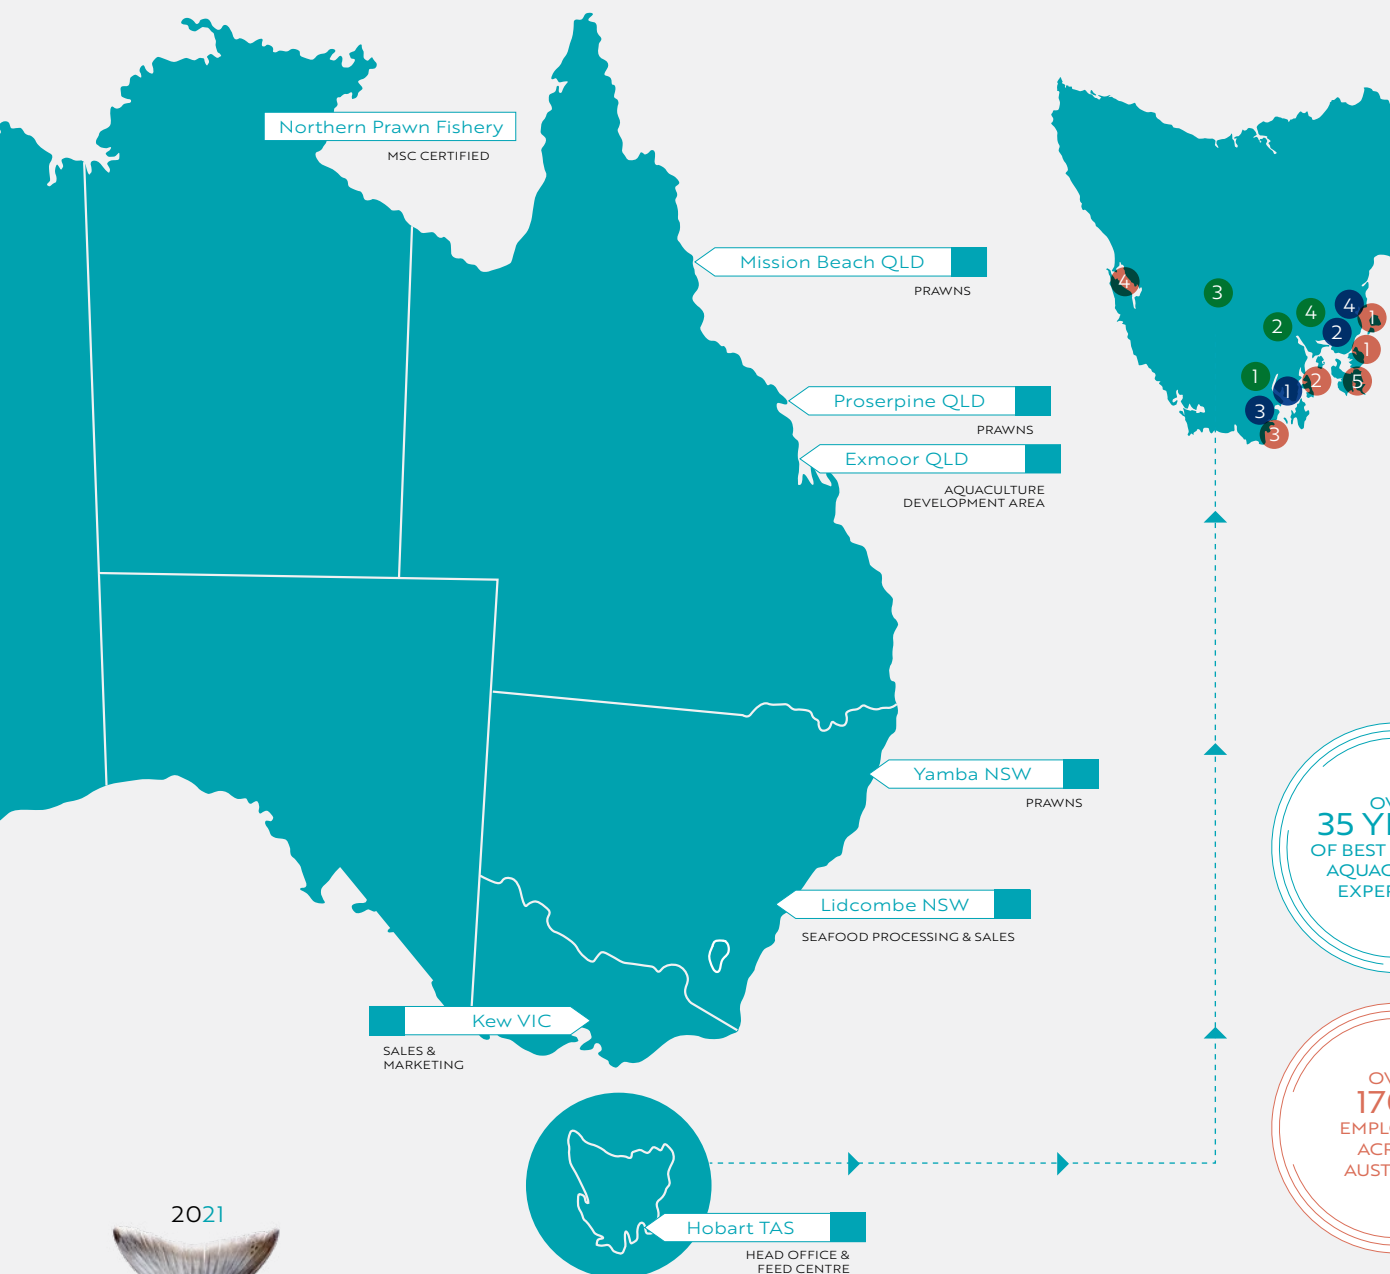 Northern Prawn Fishery
MSC CERTIFIED
Mission Beach QLD
PRAWNS
4
3
4
4
1
2
2
1
1
1
2
5
3
3
Proserpine QLD
PRAWNS
Exmoor QLD
AQUACULTURE
DEVELOPMENT AREA
Yamba NSW
PRAWNS
35
OF BEST
Lidcombe NSW
SEAFOOD PROCESSING & SALES
Kew VIC
SALES &
MARKETING
Hobart TAS
HEAD OFFICE &
FEED CENTRE
2021